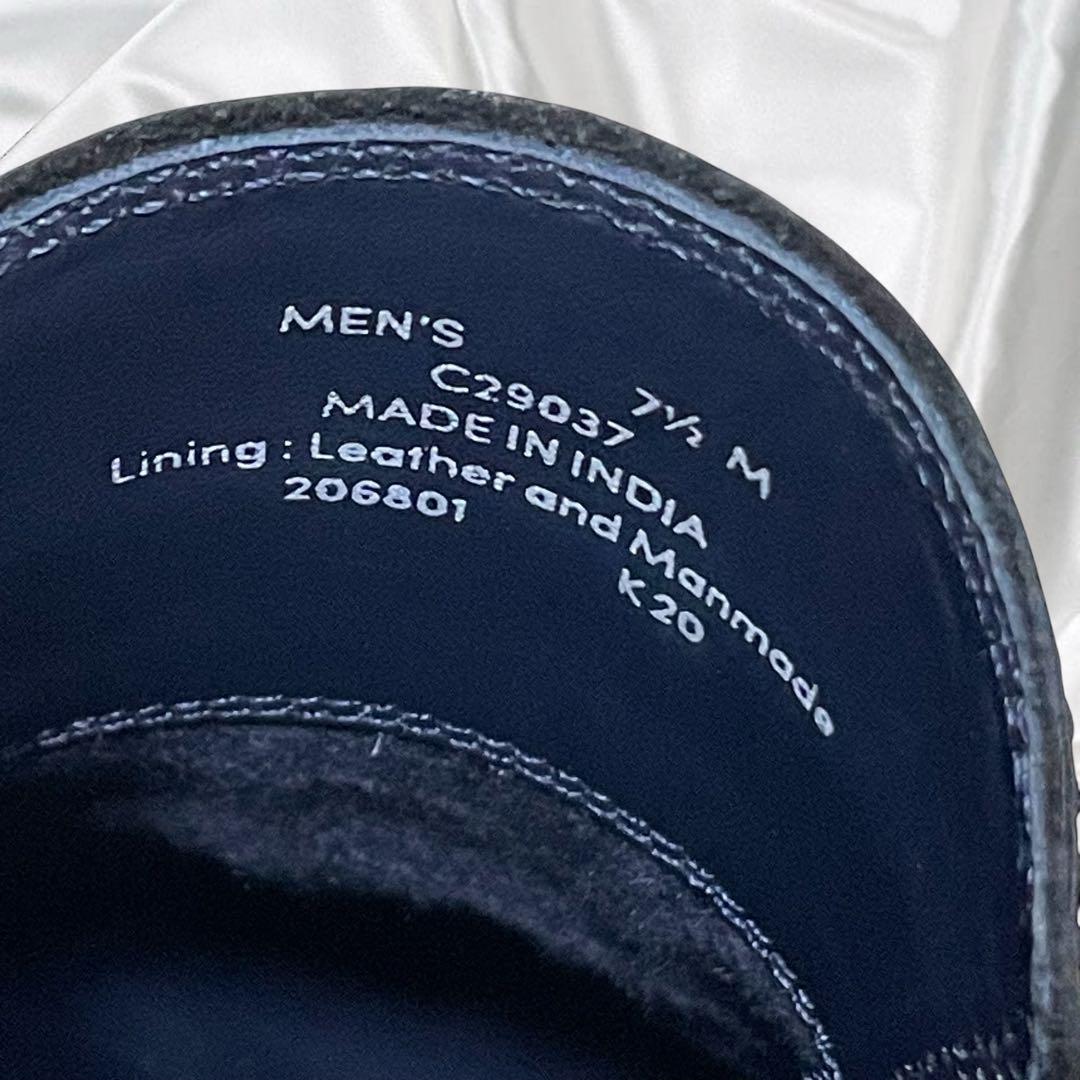 MEN'S 7½ M
C29037
MADE IN INDIA
Lining : Leather and Manmade
206801 K20